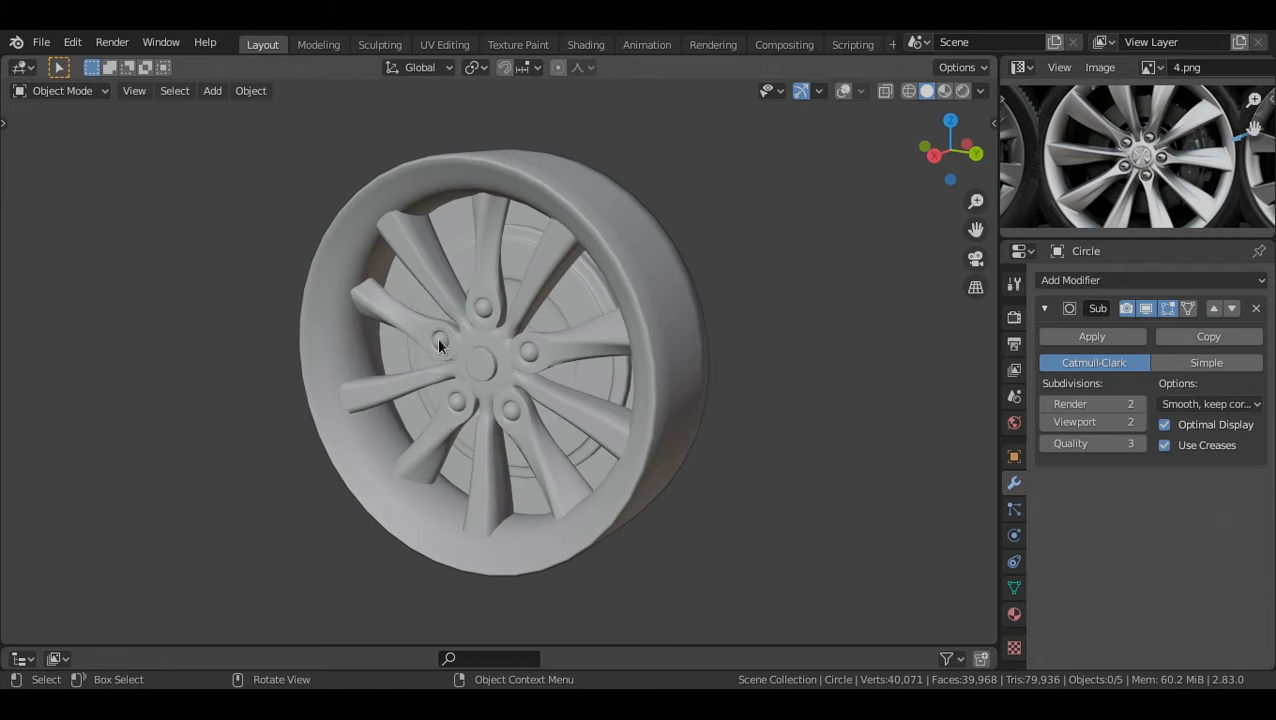 File Edit Render Window Help Layout Modeling Sculpting UV Editing Texture Paint Shading Animation Rendering Compositing Scripting + Scene View Layer
Global Options View Image 4.png
Object Mode View Select Add Object
Z
X Y
Circle
Add Modifier
Sub
Apply Copy
Catmull-Clark Simple
Subdivisions: Options:
Render 2 Smooth, keep cor...
Viewport 2 Optimal Display
Quality 3 Use Creases
Select Box Select Rotate View Object Context Menu Scene Collection | Circle | Verts:40,071 | Faces:39,968 | Tris:79,936 | Objects:0/5 | Mem: 60.2 MiB | 2.83.0